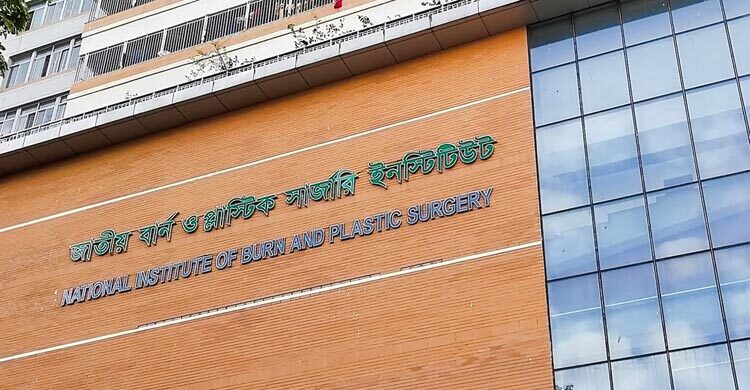 জাতীয় বার্ন ও প্লাস্টিক সার্জারি ইনস্টিটিউট
NATIONAL INSTITUTE OF BURN AND PLASTIC SURGERY